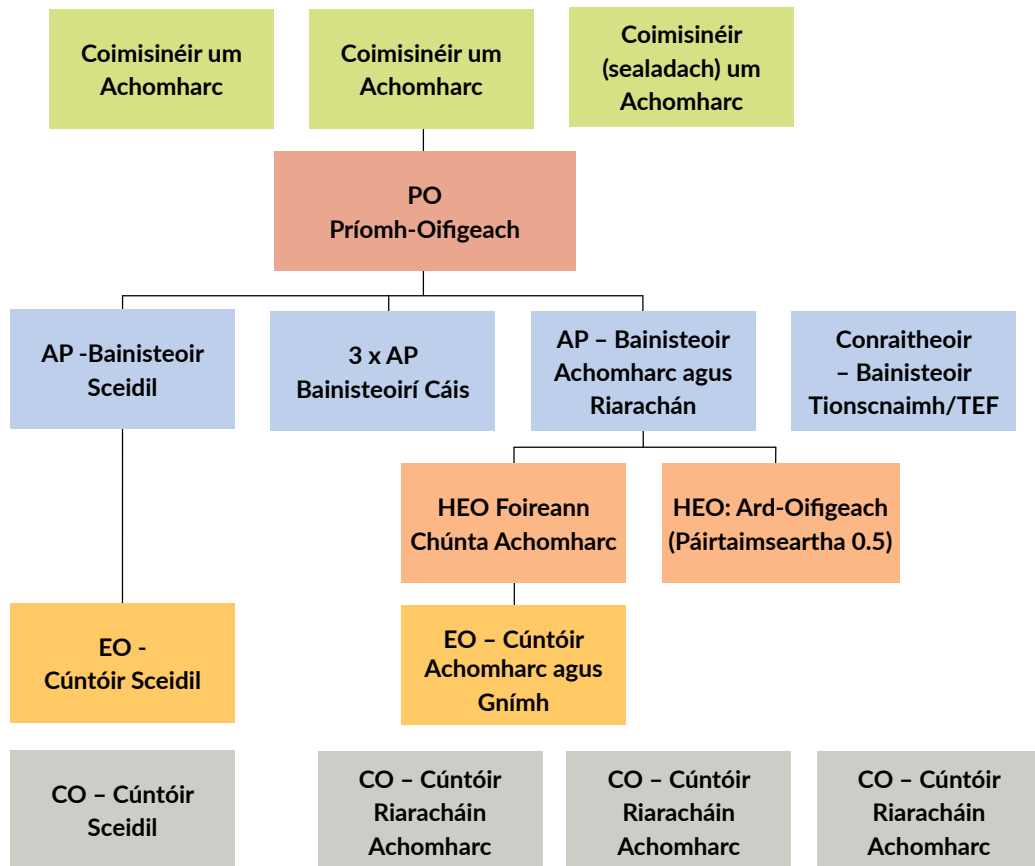 Coimisinéir um
Achomharc
Coimisinéir um
Achomharc
Coimisinéir
(sealadach) um
Achomharc
PO
Príomh-Oifigeach
AP -Bainisteoir
Sceidil
3 x AP
Bainisteoirí Cáis
AP – Bainisteoir
Achomharc agus
Riarachán
Conraitheoir
– Bainisteoir
Tionscnaimh/TEF
HEO Foireann
Chúnta Achomharc
HEO: Ard-Oifigeach
(Páirtaimseartha 0.5)
EO -
Cúntóir Sceidil
EO – Cúntóir
Achomharc agus
Gnímh
CO – Cúntóir
Sceidil
CO – Cúntóir
Riaracháin
Achomharc
CO – Cúntóir
Riaracháin
Achomharc
CO – Cúntóir
Riaracháin
Achomharc